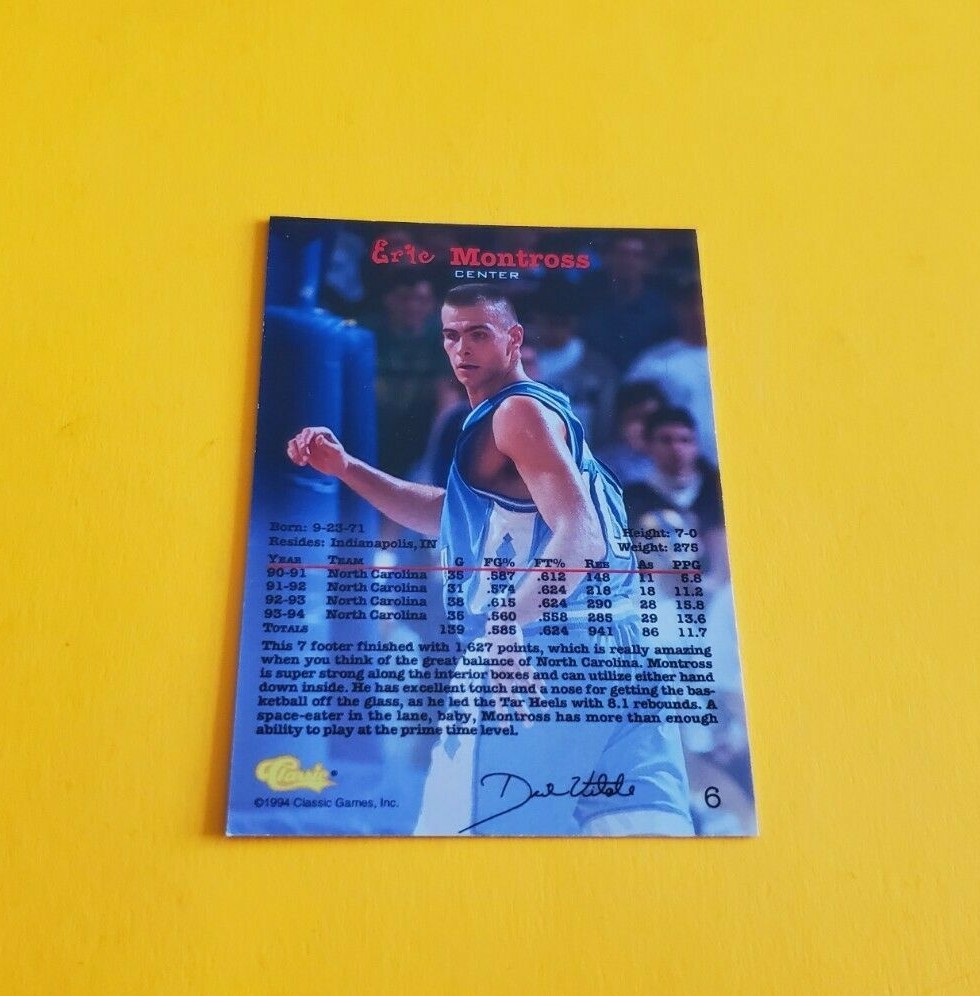 Eric Montross
CENTER
Born: 9-23-71 Height: 7-0
Resides: Indianapolis, IN Weight: 275
YEAR TEAM G FG% FT% REB AS PPG
90-91 North Carolina 35 .587 .612 148 11 5.8
91-92 North Carolina 31 .574 .624 218 18 11.2
92-93 North Carolina 38 .615 .624 290 28 15.8
93-94 North Carolina 35 .560 .558 285 29 13.6
TOTALS 139 .585 .624 941 86 11.7
This 7 footer finished with 1,627 points, which is really amazing
when you think of the great balance of North Carolina. Montross
is super strong along the interior boxes and can utilize either hand
down inside. He has excellent touch and a nose for getting the bas-
ketball off the glass, as he led the Tar Heels with 8.1 rebounds. A
space-eater in the lane, baby, Montross has more than enough
ability to play at the prime time level.
Classic
©1994 Classic Games, Inc. 6